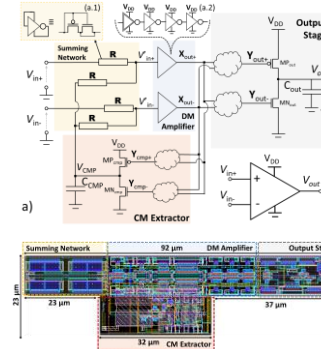 (a.1)
V_DD V_DD V_DD V_DD
(a.2)
Output
Stag
Summing
Network
R
V'_in+
X_out+
V_DD
V_in+
R
Y_out+
MP_out
C_out
R
V'_in-
X_out-
Y_out-
MN_out
V_in-
R
DM
Amplifier
V_DD
MP_cmp
Y_cmp+
V_CMP
C_CMP
MN_cmp
Y_cmp-
CM Extractor
V_DD
V_in+
+
V_out
V_in-
-
a)
Summing Network
92 µm
DM Amplifier
Output St
23 µm
23 µm
37 µm
32 µm
CM Extractor